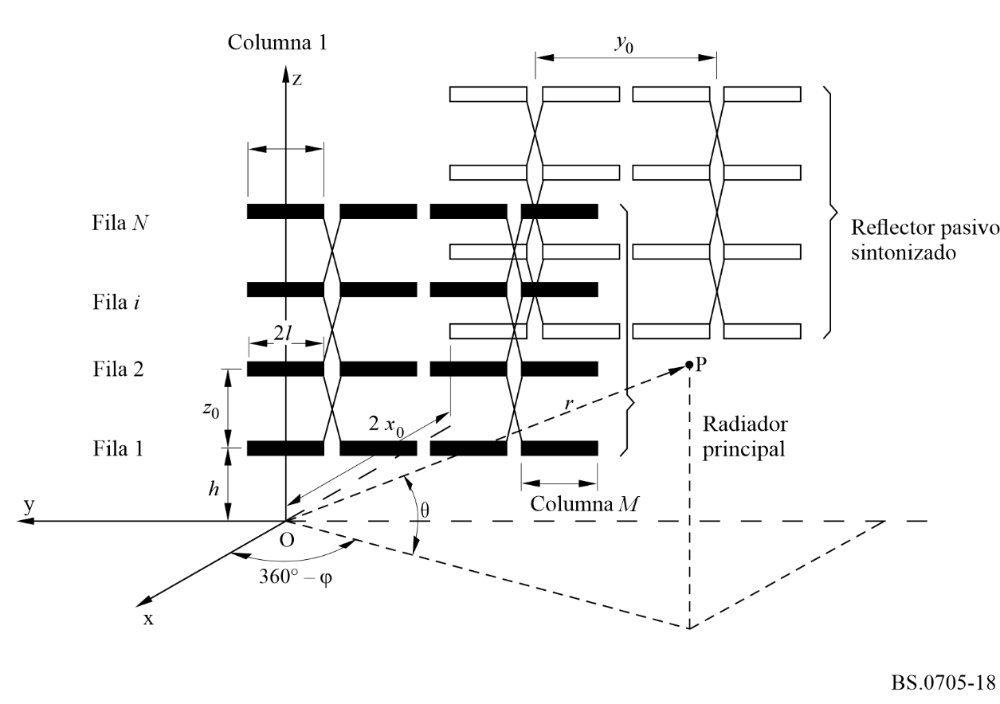 Columna 1
y0
z
Fila N
Reflector pasivo
sintonizado
Fila i
2l
Fila 2
P
z0
2 x0
r
Radiador
principal
Fila 1
h
Columna M
y
θ
O
360° – φ
x
BS.0705-18